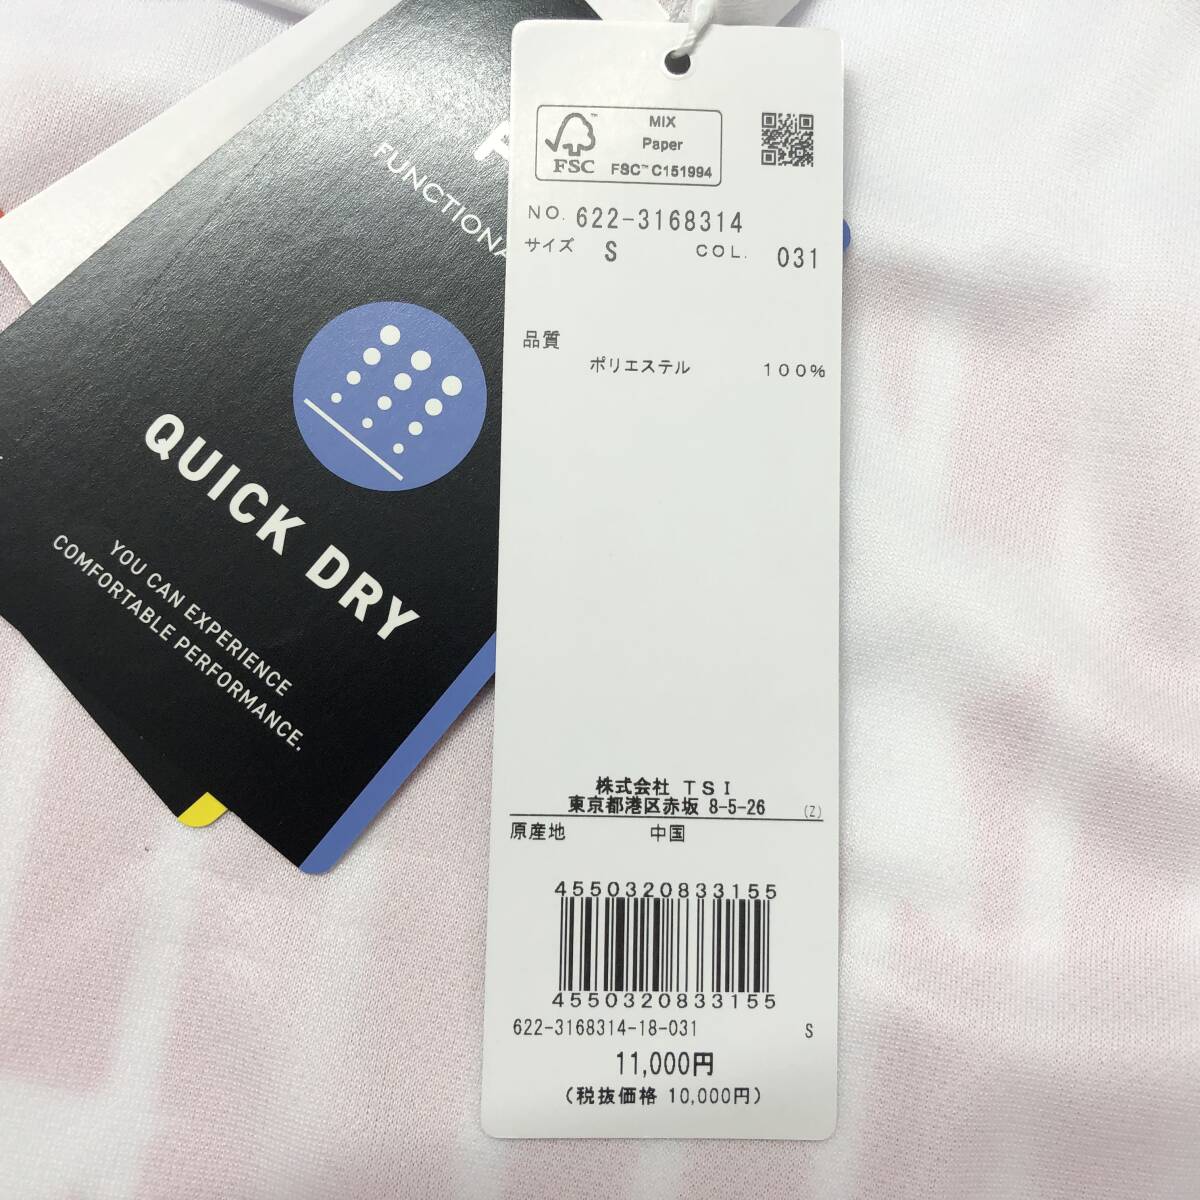 FUNCTIONA
QUICK DRY
YOU CAN EXPERIENCE
COMFORTABLE PERFORMANCE.
FSC™
MIX
Paper
FSC™ C151994
NO. 622-3168314
サイズ S COL. 031
品質
ポリエステル 100%
株式会社 TSI
東京都港区赤坂 8-5-26 (Z)
原産地 中国
4550320833155
4550320833155
622-3168314-18-031 S
11,000円
(税抜価格 10,000円)